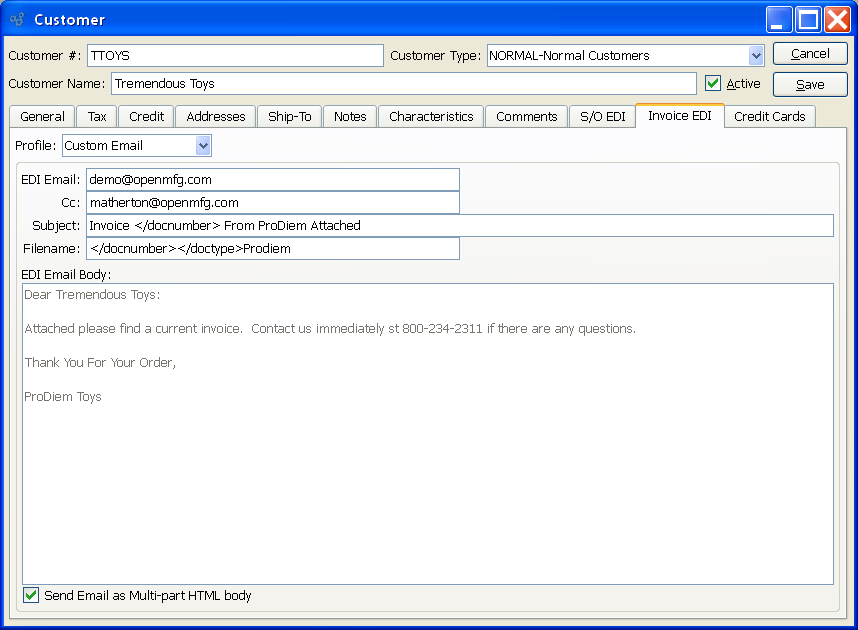 Customer
Customer #: TTOYS Customer Type: NORMAL-Normal Customers Cancel
Customer Name: Tremendous Toys Active Save
General Tax Credit Addresses Ship-To Notes Characteristics Comments S/O EDI Invoice EDI Credit Cards
Profile: Custom Email
EDI Email: demo@openmfg.com
Cc: matherton@openmfg.com
Subject: Invoice </docnumber> From ProDiem Attached
Filename: </docnumber></doctype>Prodiem
EDI Email Body:
Dear Tremendous Toys:
Attached please find a current invoice.  Contact us immediately st 800-234-2311 if there are any questions.
Thank You For Your Order,
ProDiem Toys
Send Email as Multi-part HTML body